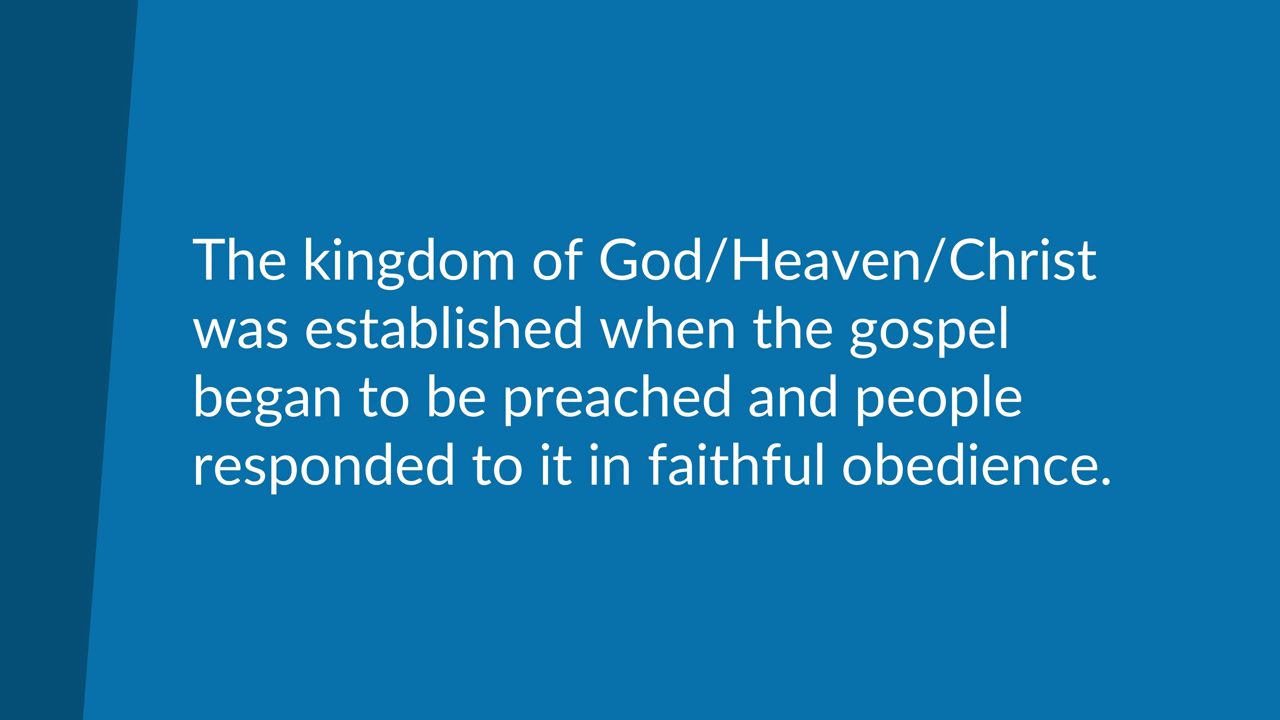 The kingdom of God/Heaven/Christ
was established when the gospel
began to be preached and people
responded to it in faithful obedience.